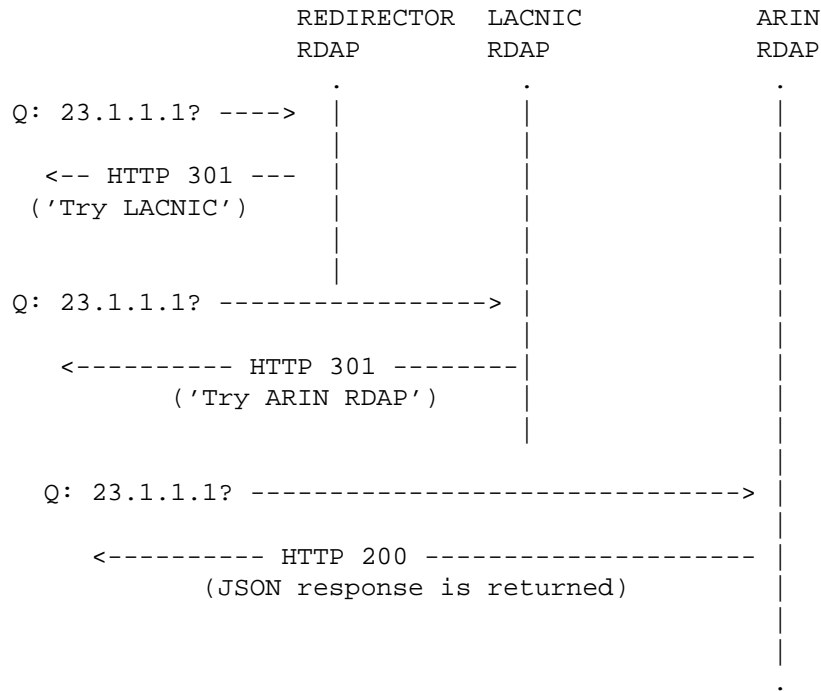 REDIRECTOR LACNIC ARIN
RDAP RDAP RDAP
Q: 23.1.1.1? ---->
<-- HTTP 301 ---
('Try LACNIC')
Q: 23.1.1.1? ----------------->
<---------- HTTP 301 --------
('Try ARIN RDAP')
Q: 23.1.1.1? ------------------------------->
<---------- HTTP 200 ---------------------
(JSON response is returned)